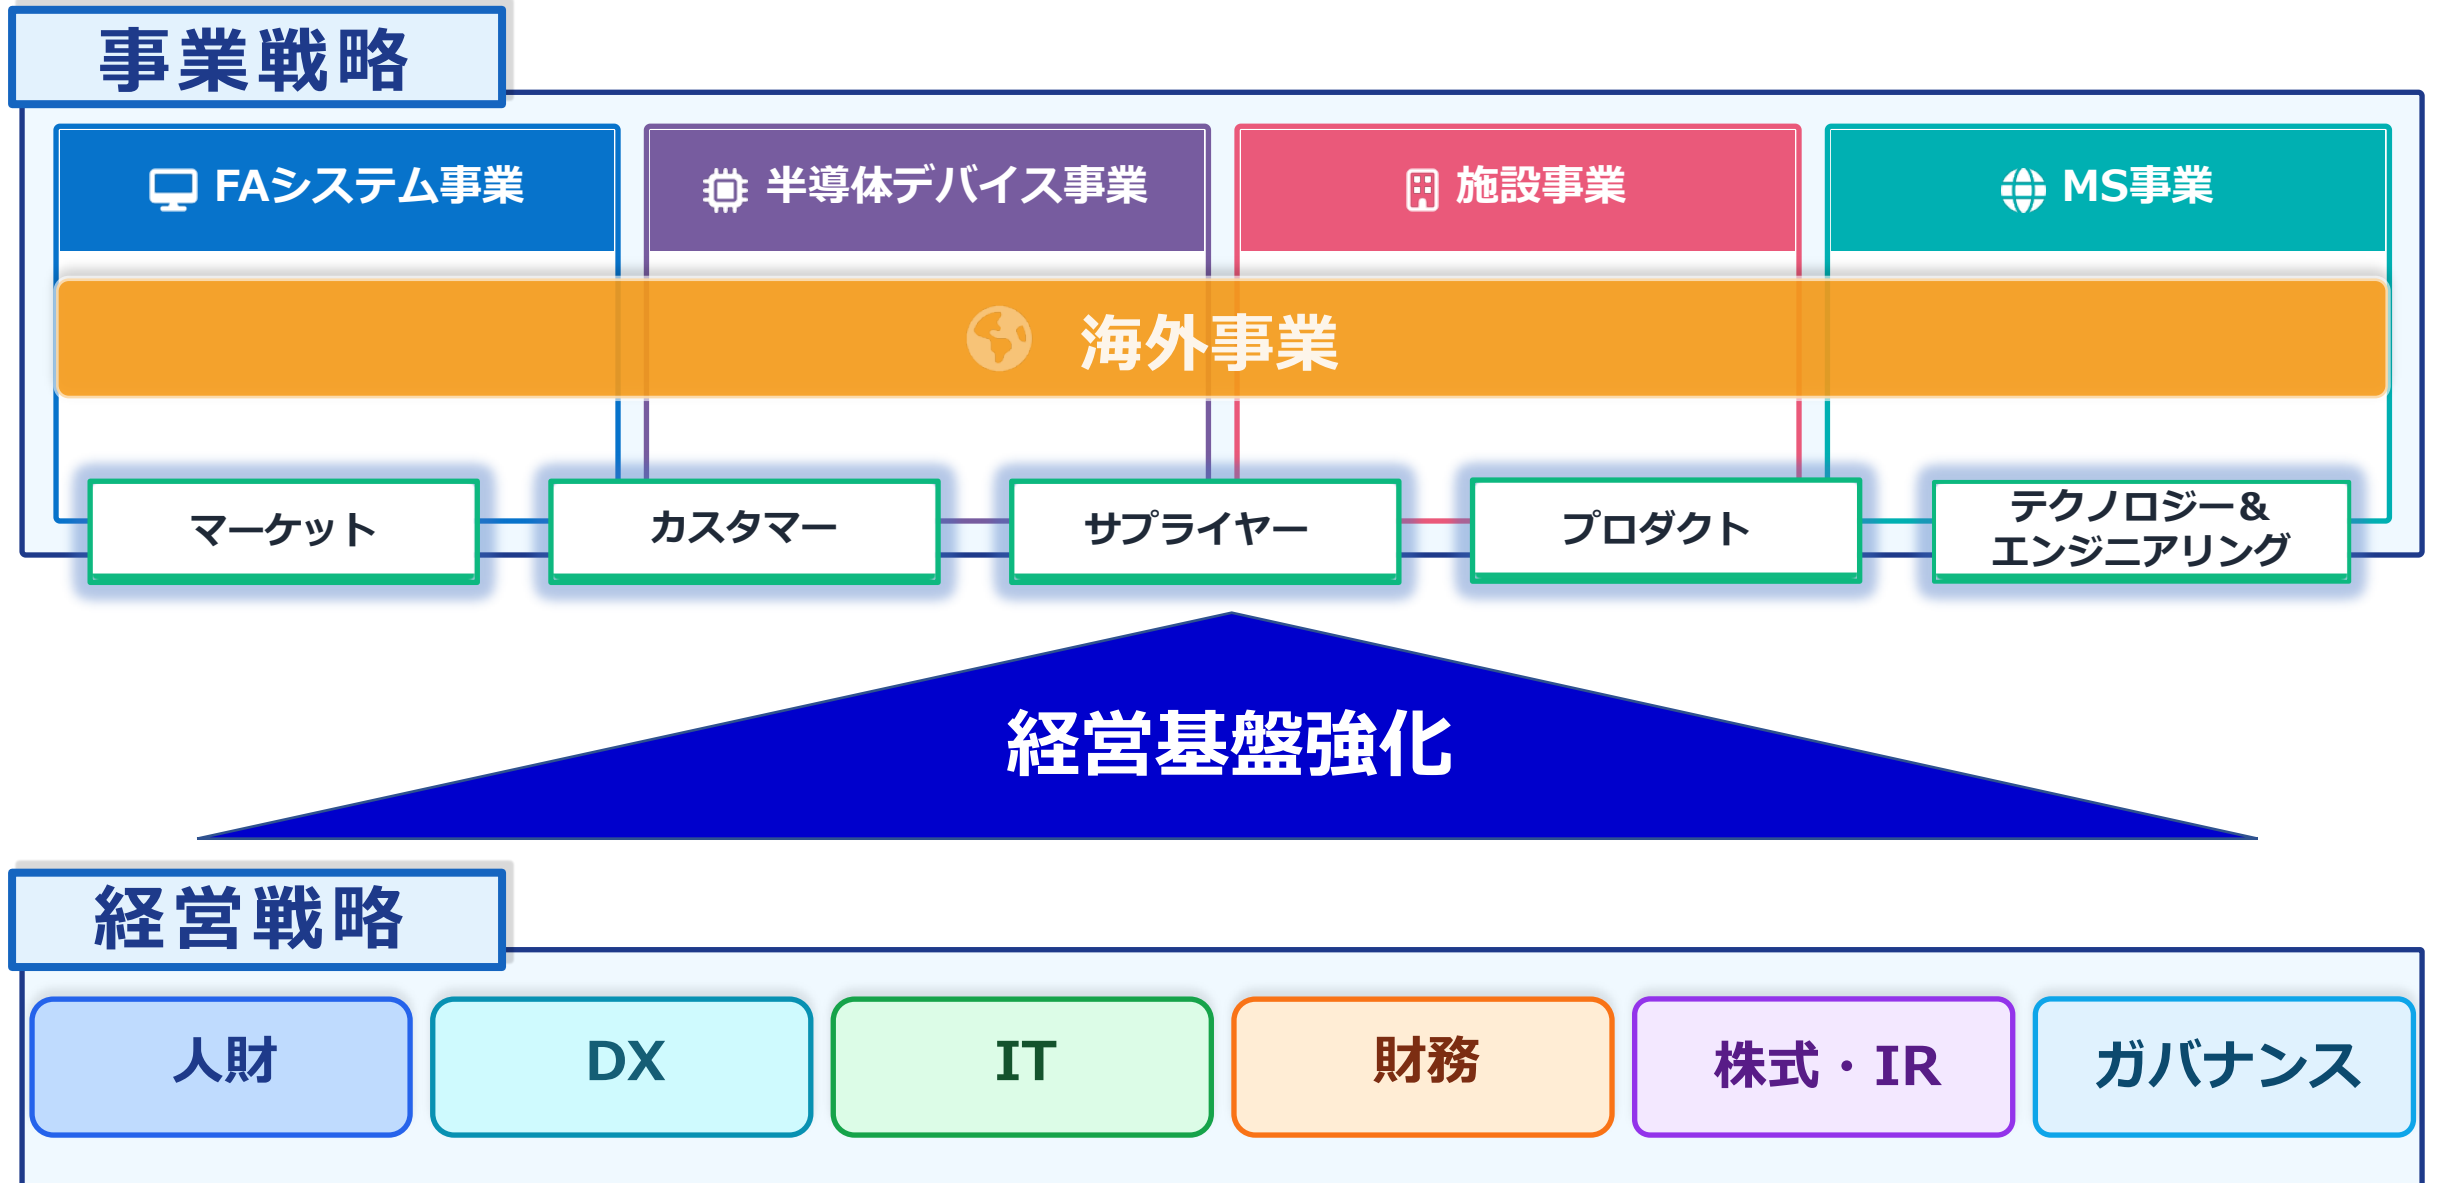 事業戦略
FAシステム事業
半導体デバイス事業
施設事業
MS事業
海外事業
マーケット
カスタマー
サプライヤー
プロダクト
テクノロジー&
エンジニアリング
経営基盤強化
経営戦略
人財
DX
IT
財務
株式・IR
ガバナンス